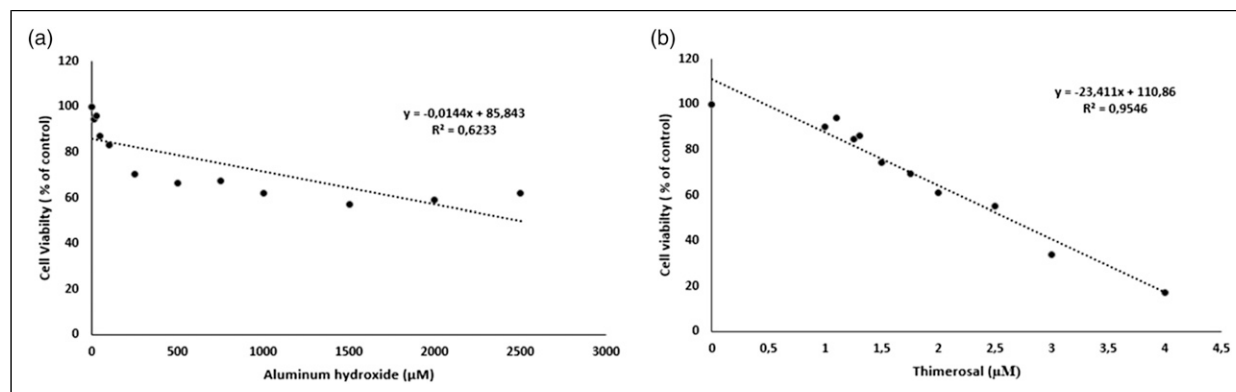 (a)
120
100
80
60
40
20
0
Cell Viabilty ( % of control)
y = -0,0144x + 85,843
R² = 0,6233
0 500 1000 1500 2000 2500 3000
Aluminum hydroxide (µM)
(b)
120
100
80
60
40
20
0
Cell viabilty ( % of control)
y = -23,411x + 110,86
R² = 0,9546
0 0,5 1 1,5 2 2,5 3 3,5 4 4,5
Thimerosal (µM)